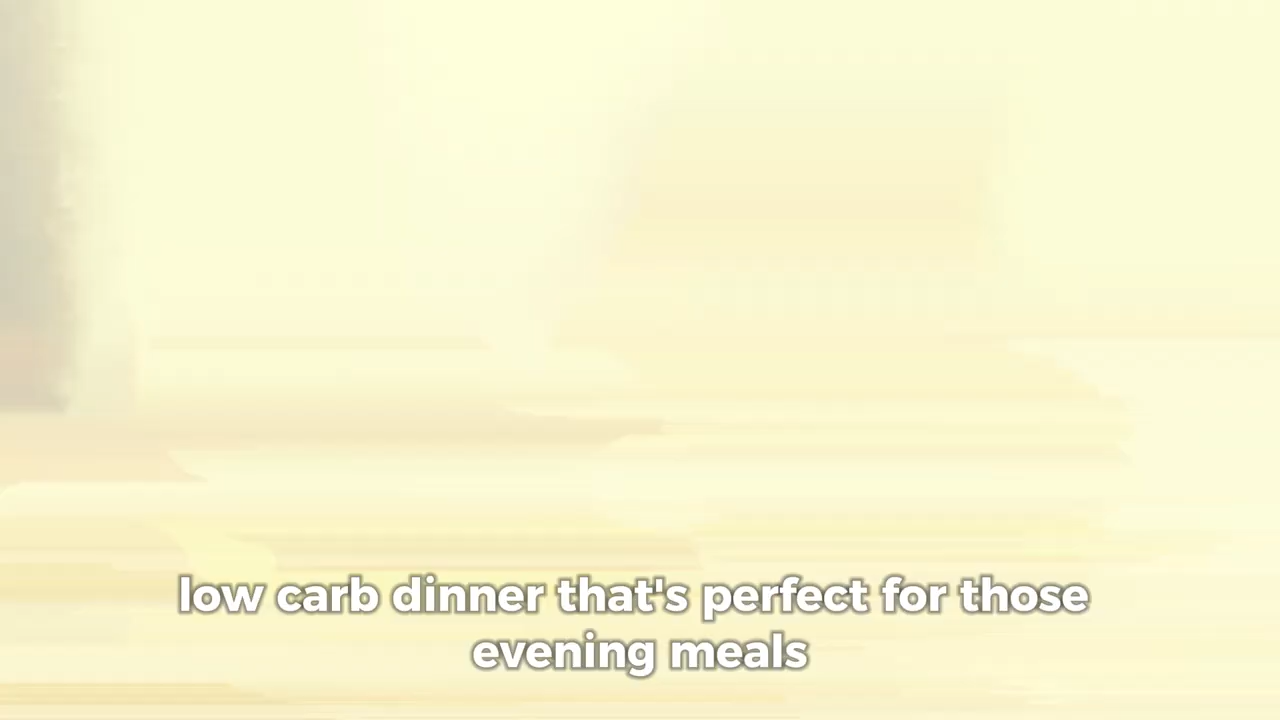 low carb dinner that's perfect for those
evening meals